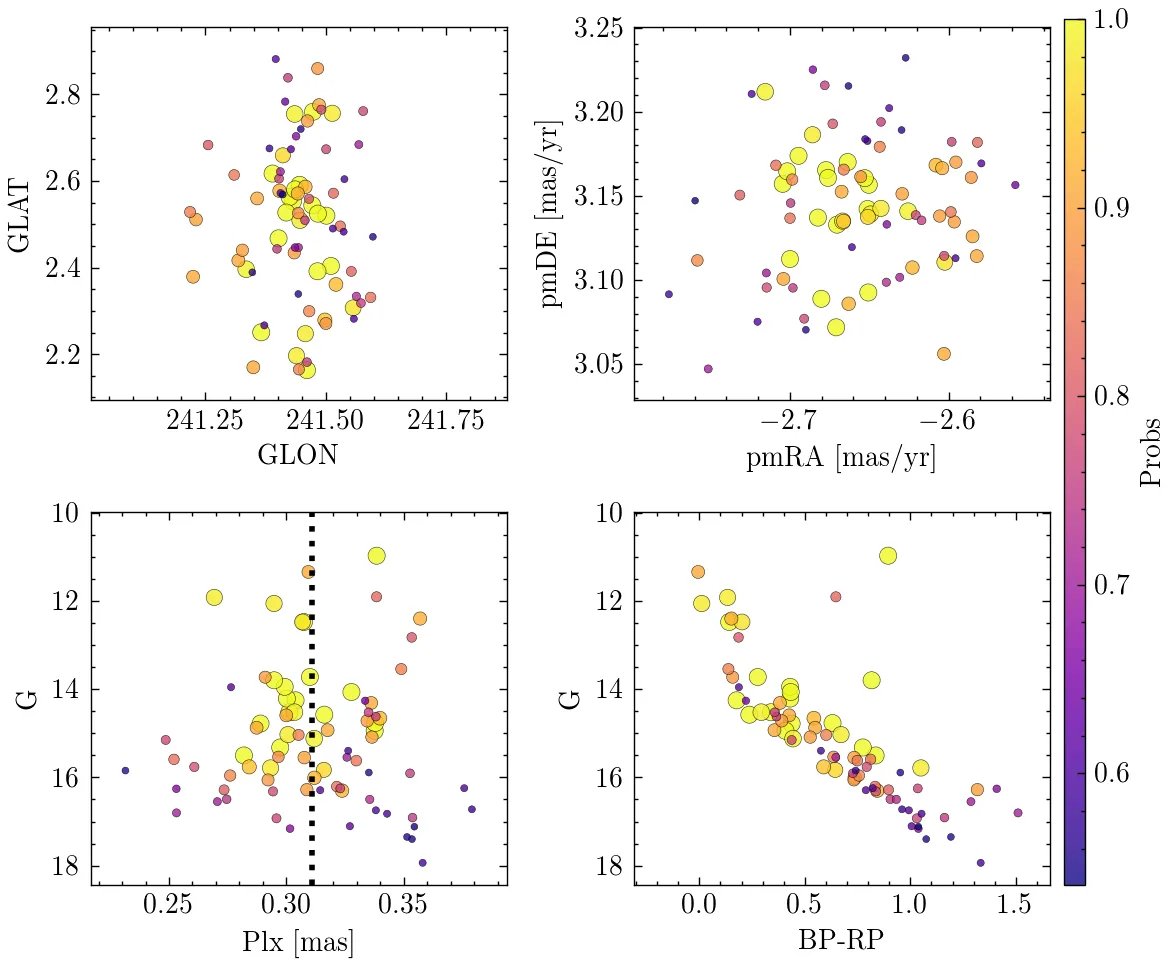 2.8
2.6
2.4
2.2
GLAT
241.25 241.50 241.75
GLON
3.25
3.20
3.15
3.10
3.05
pmDE [mas/yr]
−2.7 −2.6
pmRA [mas/yr]
10
12
14
16
18
G
0.25 0.30 0.35
Plx [mas]
10
12
14
16
18
G
0.0 0.5 1.0 1.5
BP-RP
1.0
0.9
0.8
0.7
0.6
Probs